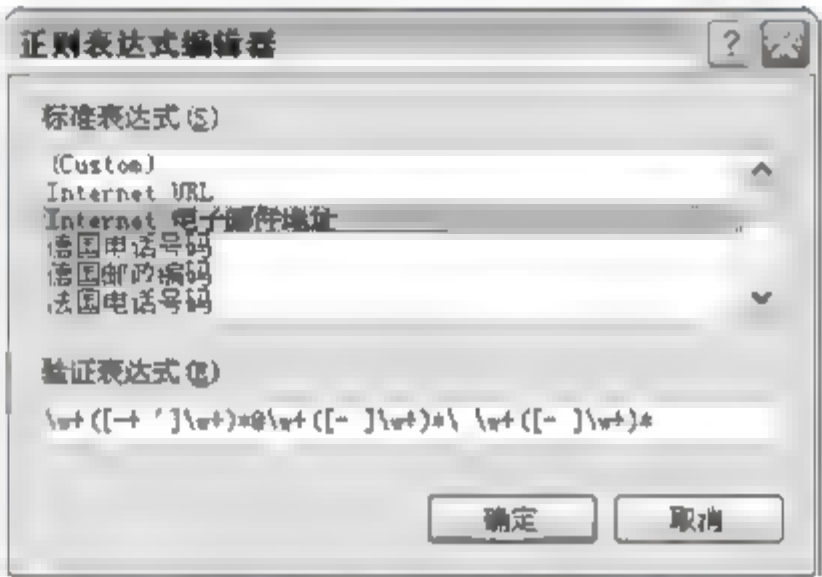 正则表达式编辑器
?
标准表达式(S)
(Custom)
Internet URL
Internet 电子邮件地址
德国电话号码
德国邮政编码
法国电话号码
验证表达式(E)
\w+([-+ ']\w+)*@\w+([- ]\w+)*\ \w+([- ]\w+)*
确定
取消